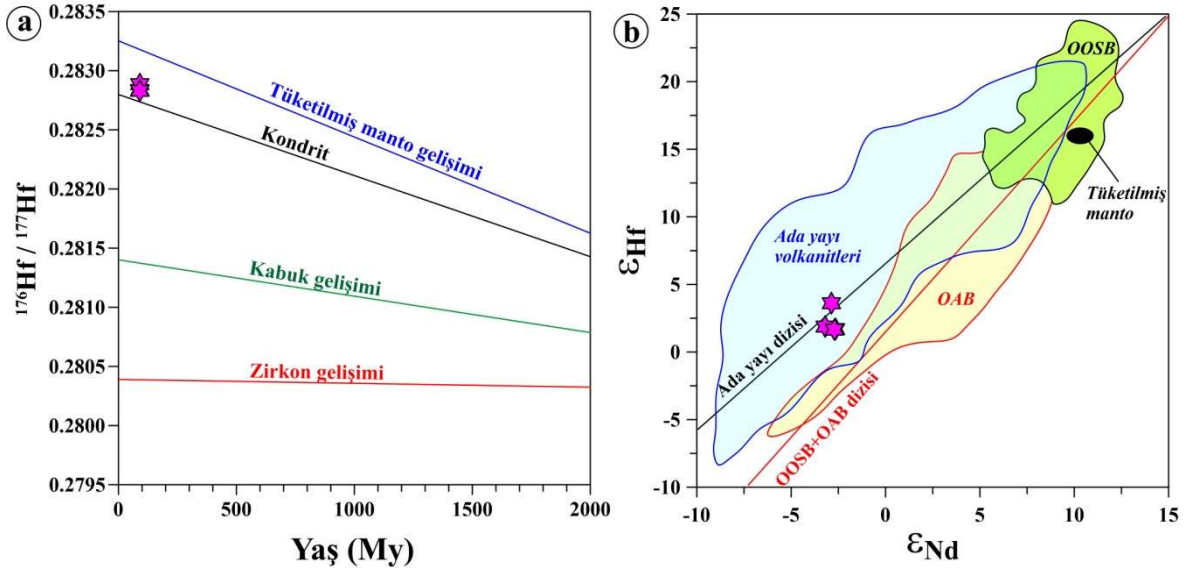 a
0.2835
0.2830
0.2825
0.2820
0.2815
0.2810
0.2805
0.2800
0.2795
¹⁷⁶Hf / ¹⁷⁷Hf
Tüketilmiş manto gelişimi
Kondrit
Kabuk gelişimi
Zirkon gelişimi
0
500
1000
1500
2000
Yaş (My)
b
25
20
15
10
5
0
-5
-10
εHf
OOSB
Tüketilmiş
manto
Ada yayı
volkanitleri
OAB
Ada yayı dizisi
OOSB+OAB dizisi
-10
-5
0
5
10
15
εNd